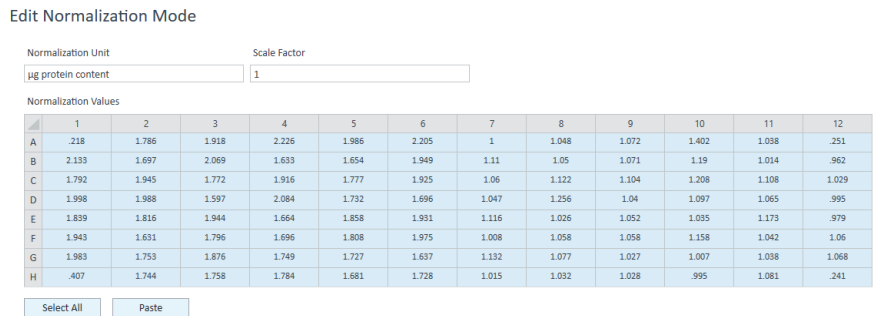 Edit Normalization Mode
Normalization Unit Scale Factor
µg protein content 1
Normalization Values
1 2 3 4 5 6 7 8 9 10 11 12
A .218 1.786 1.918 2.226 1.986 2.205 1 1.048 1.072 1.402 1.038 .251
B 2.133 1.697 2.069 1.633 1.654 1.949 1.11 1.05 1.071 1.19 1.014 .962
C 1.792 1.945 1.772 1.916 1.777 1.925 1.06 1.122 1.104 1.208 1.108 1.029
D 1.998 1.988 1.597 2.084 1.732 1.696 1.047 1.256 1.04 1.097 1.065 .995
E 1.839 1.816 1.944 1.664 1.858 1.931 1.116 1.026 1.052 1.035 1.173 .979
F 1.943 1.631 1.796 1.696 1.808 1.975 1.008 1.058 1.058 1.158 1.042 1.06
G 1.983 1.753 1.876 1.749 1.727 1.637 1.132 1.077 1.027 1.007 1.038 1.068
H .407 1.744 1.758 1.784 1.681 1.728 1.015 1.032 1.028 .995 1.081 .241
Select All Paste